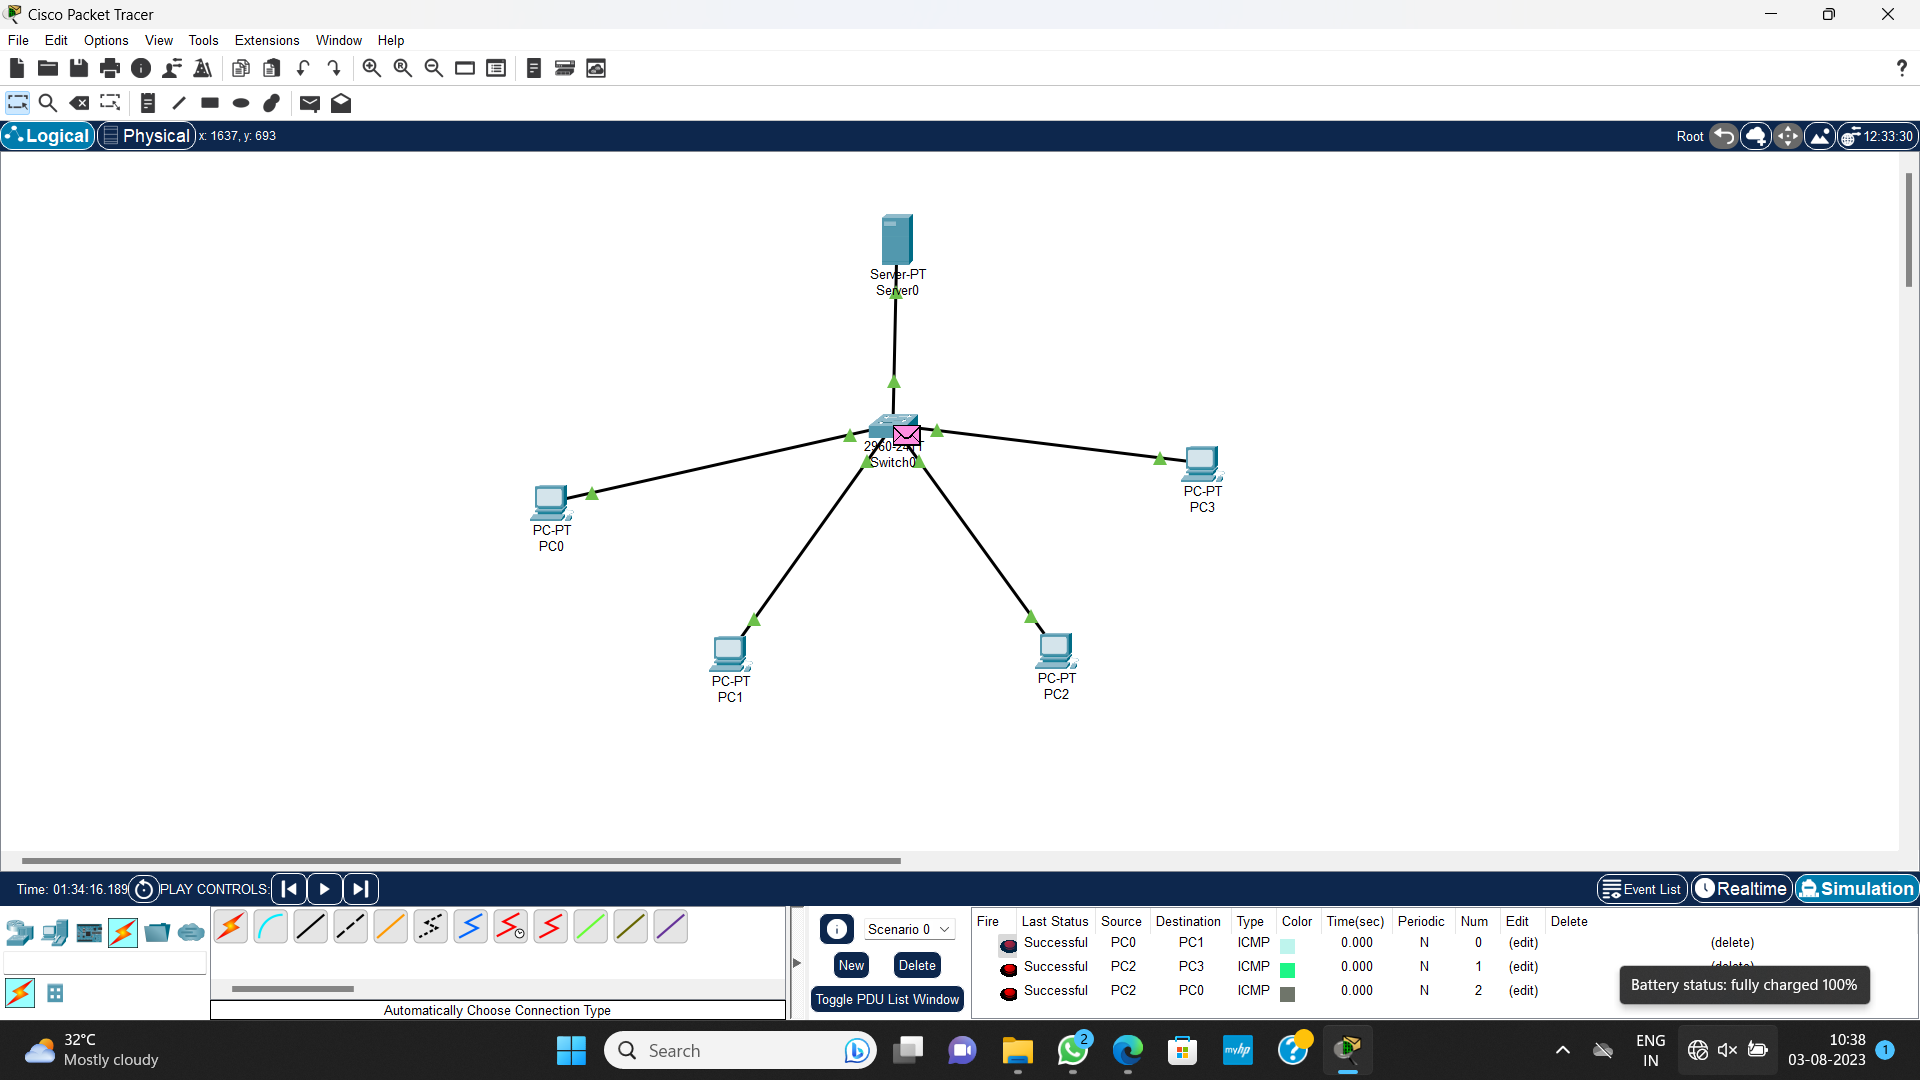 Cisco Packet Tracer
File Edit Options View Tools Extensions Window Help
?
Logical Physical x: 1637, y: 693 Root 12:33:30
Server-PT
Server0
2960-24TT
Switch0
PC-PT
PC3
PC-PT
PC0
PC-PT
PC1
PC-PT
PC2
Time: 01:34:16.189 PLAY CONTROLS: Event List Realtime Simulation
Scenario 0
New Delete
Toggle PDU List Window
Automatically Choose Connection Type
Fire Last Status Source Destination Type Color Time(sec) Periodic Num Edit Delete
Successful PC0 PC1 ICMP 0.000 N 0 (edit) (delete)
Successful PC2 PC3 ICMP 0.000 N 1 (edit) (delete)
Successful PC2 PC0 ICMP 0.000 N 2 (edit)
Battery status: fully charged 100%
32°C
Mostly cloudy
Search
2
myhp
?
ENG
IN
10:38
03-08-2023
1